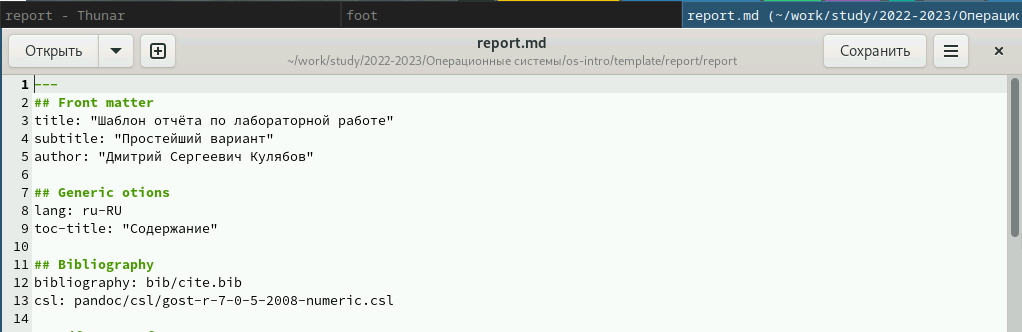 report - Thunar
foot
report.md (~/work/study/2022-2023/Операцио
Открыть
report.md
~/work/study/2022-2023/Операционные системы/os-intro/template/report/report
Сохранить
1 ---
2 ## Front matter
3 title: "Шаблон отчёта по лабораторной работе"
4 subtitle: "Простейший вариант"
5 author: "Дмитрий Сергеевич Кулябов"
6
7 ## Generic otions
8 lang: ru-RU
9 toc-title: "Содержание"
10
11 ## Bibliography
12 bibliography: bib/cite.bib
13 csl: pandoc/csl/gost-r-7-0-5-2008-numeric.csl
14